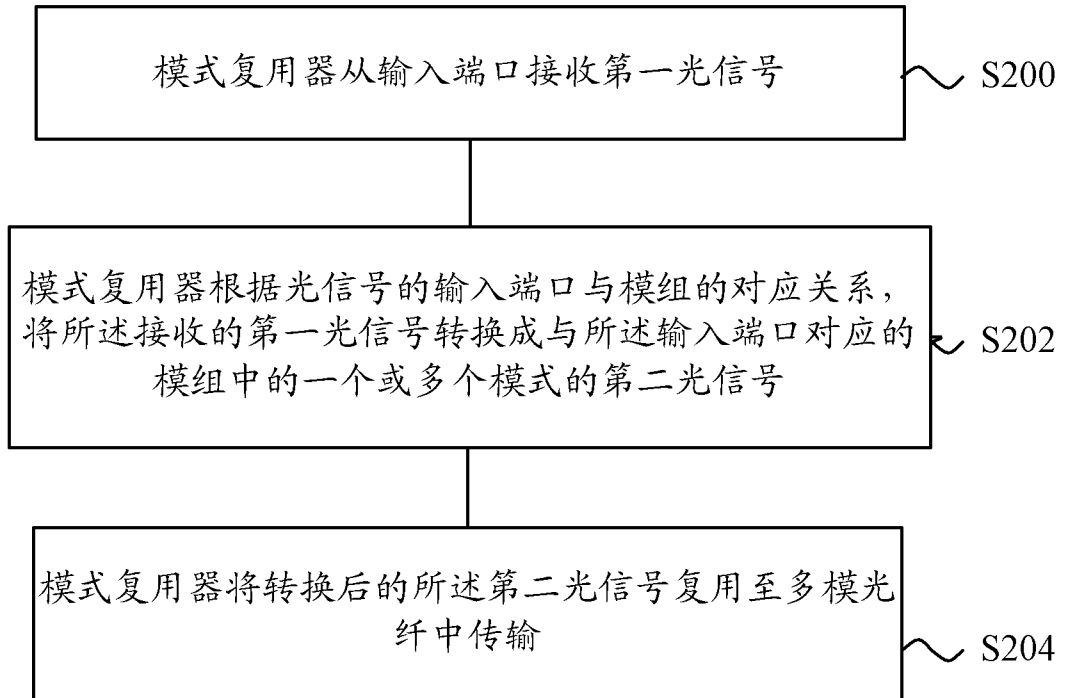 模式复用器从输入端口接收第一光信号
S200
模式复用器根据光信号的输入端口与模组的对应关系，
将所述接收的第一光信号转换成与所述输入端口对应的
模组中的一个或多个模式的第二光信号
S202
模式复用器将转换后的所述第二光信号复用至多模光
纤中传输
S204